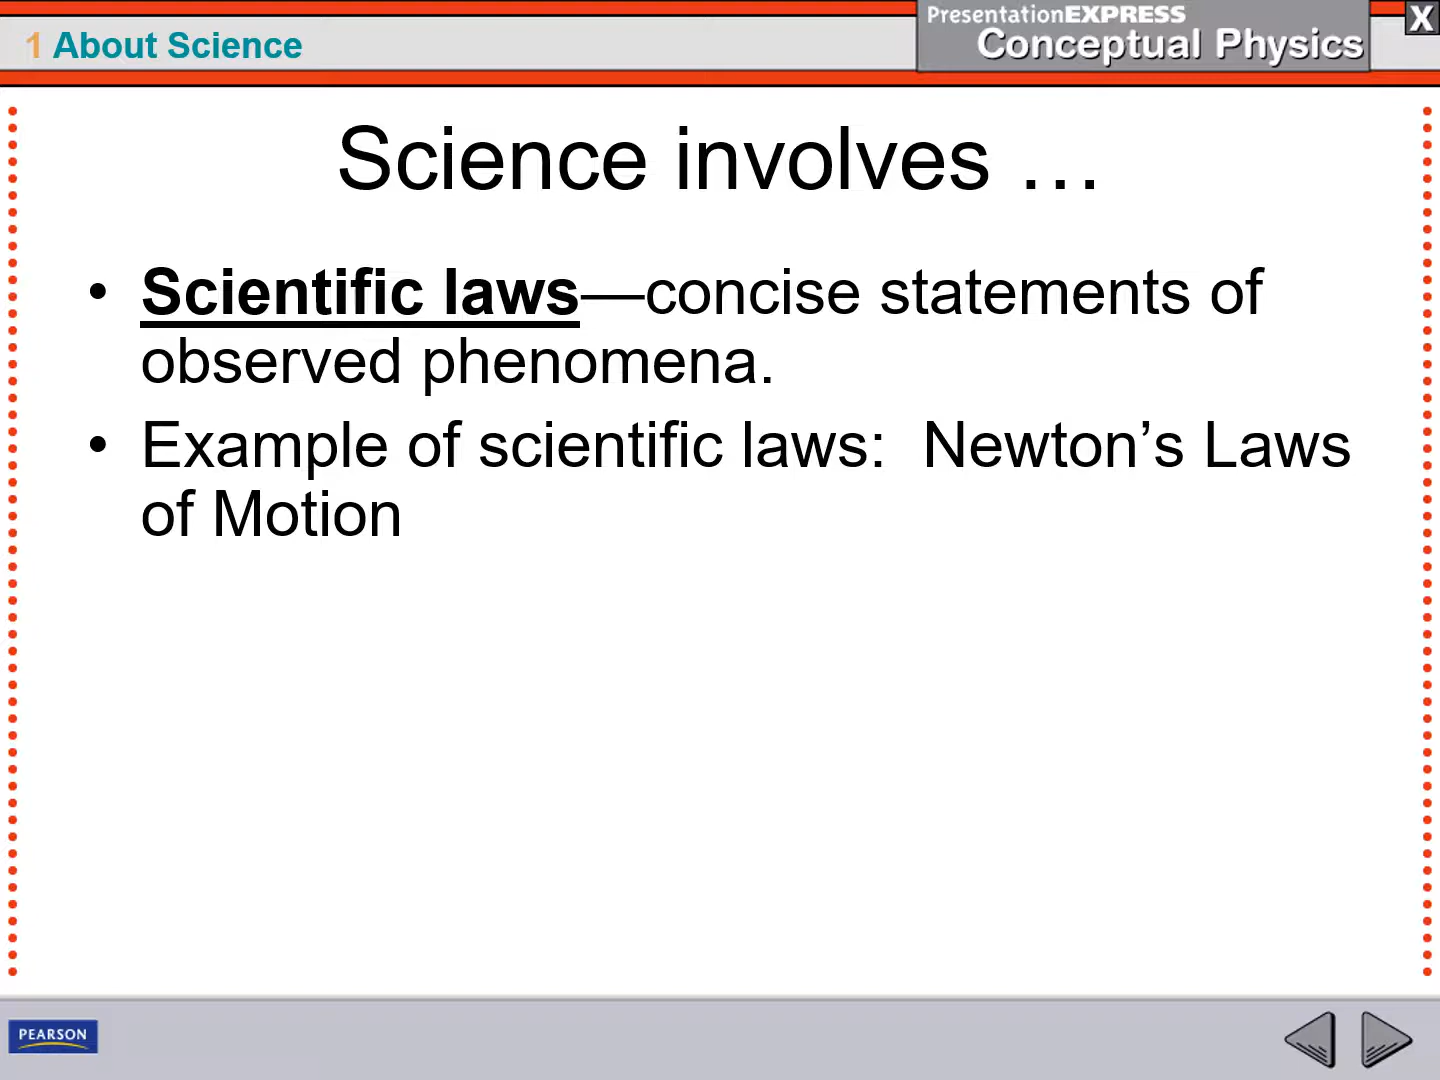 1 About Science
PresentationEXPRESS
Conceptual Physics
X
Science involves …
• Scientific laws—concise statements of
observed phenomena.
• Example of scientific laws:  Newton’s Laws
of Motion
PEARSON